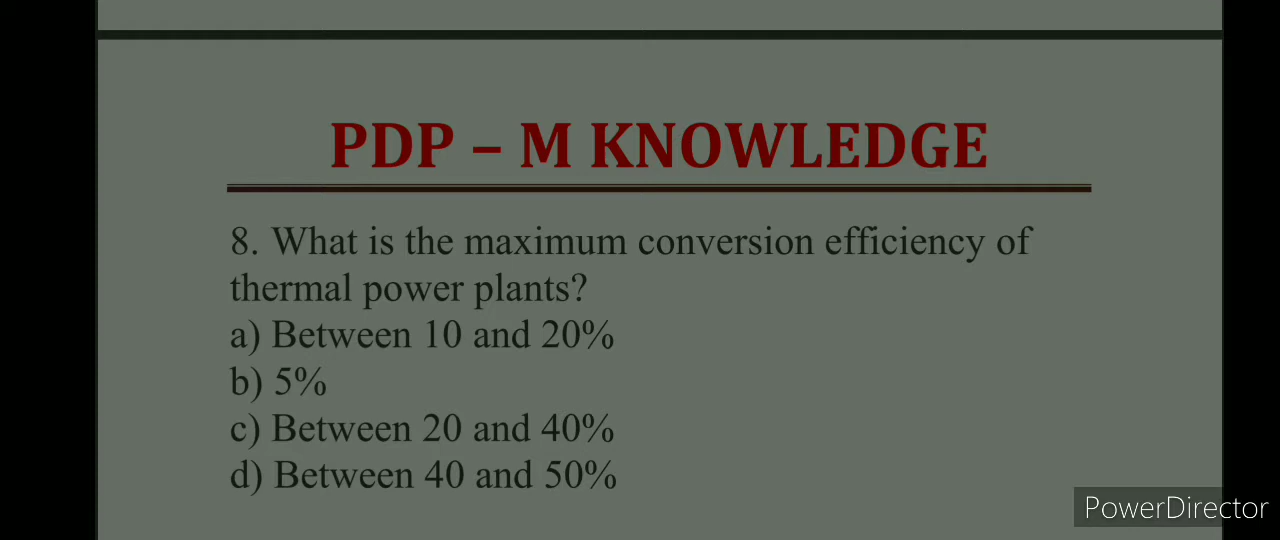 PDP – M KNOWLEDGE
8. What is the maximum conversion efficiency of
thermal power plants?
a) Between 10 and 20%
b) 5%
c) Between 20 and 40%
d) Between 40 and 50%
PowerDirector